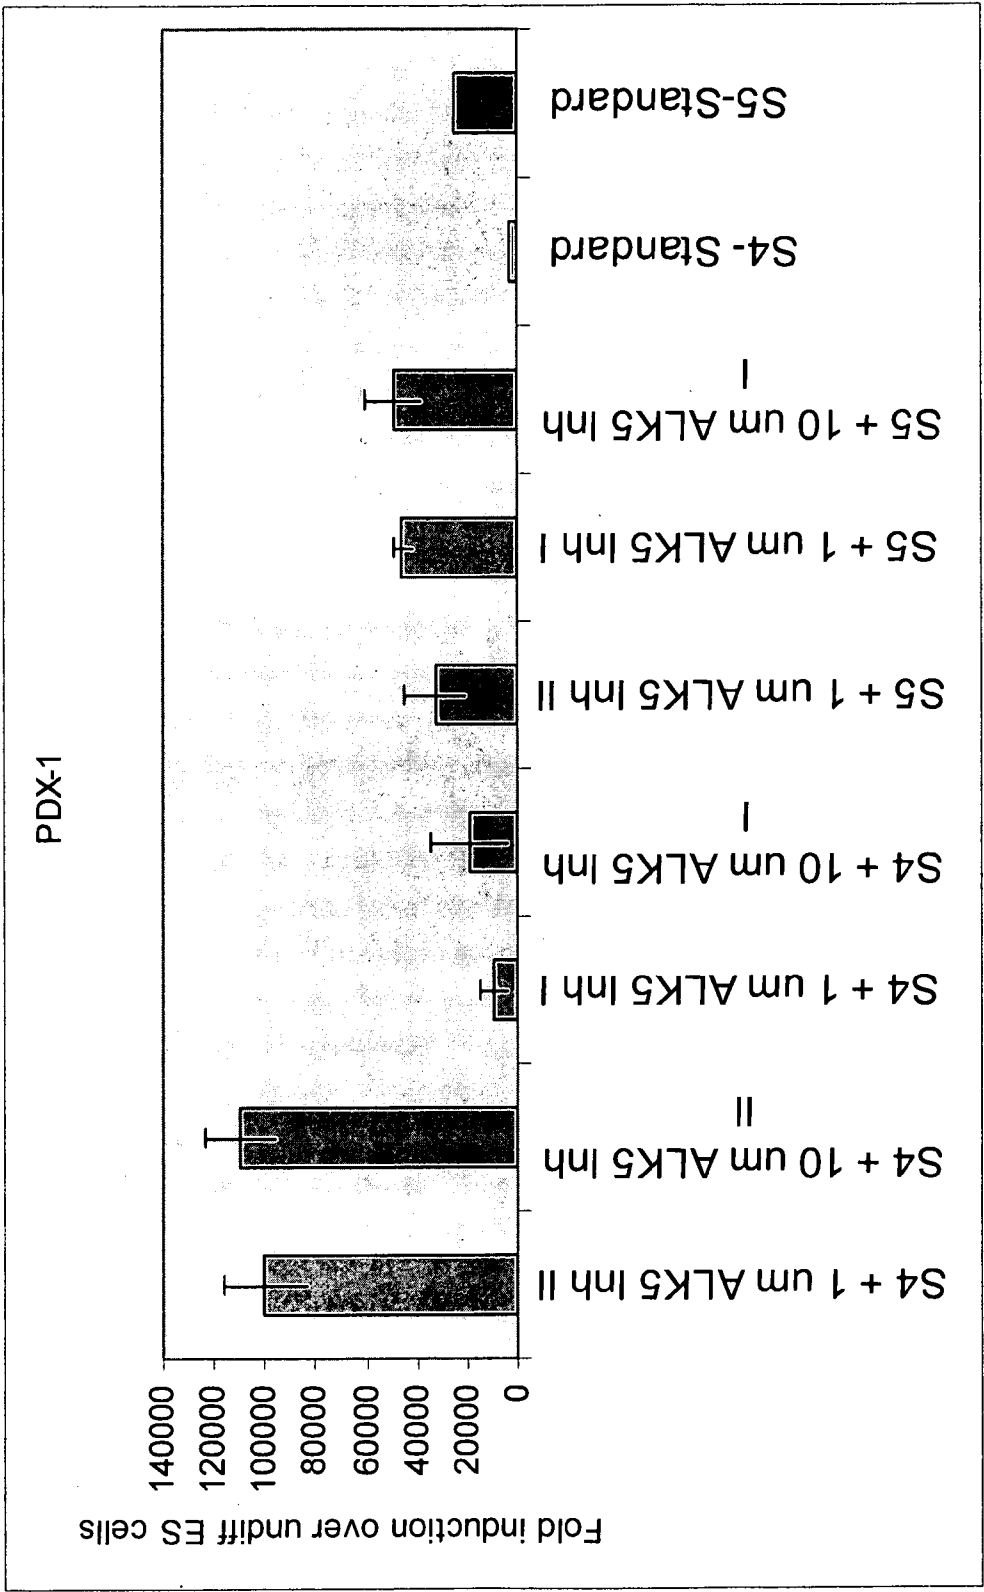 PDX-1
Fold induction over undiff ES cells
140000
120000
100000
80000
60000
40000
20000
0
S4 + 1 um ALK5 Inh II
S4 + 10 um ALK5 Inh
II
S4 + 1 um ALK5 Inh I
S4 + 10 um ALK5 Inh
I
S5 + 1 um ALK5 Inh II
S5 + 1 um ALK5 Inh I
S5 + 10 um ALK5 Inh
I
S4- Standard
S5-Standard